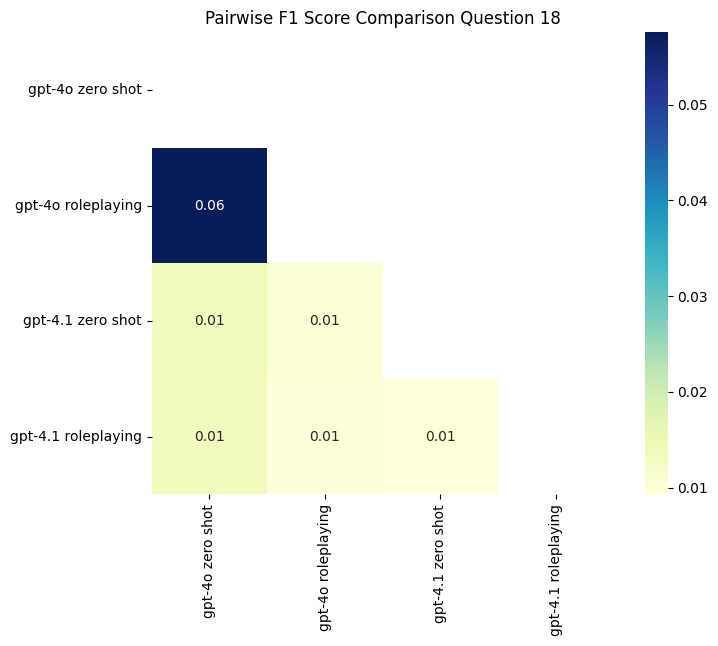 Pairwise F1 Score Comparison Question 18
gpt-4o zero shot
gpt-4o roleplaying
0.06
gpt-4.1 zero shot
0.01 0.01
gpt-4.1 roleplaying
0.01 0.01 0.01
gpt-4o zero shot
gpt-4o roleplaying
gpt-4.1 zero shot
gpt-4.1 roleplaying
0.05
0.04
0.03
0.02
0.01